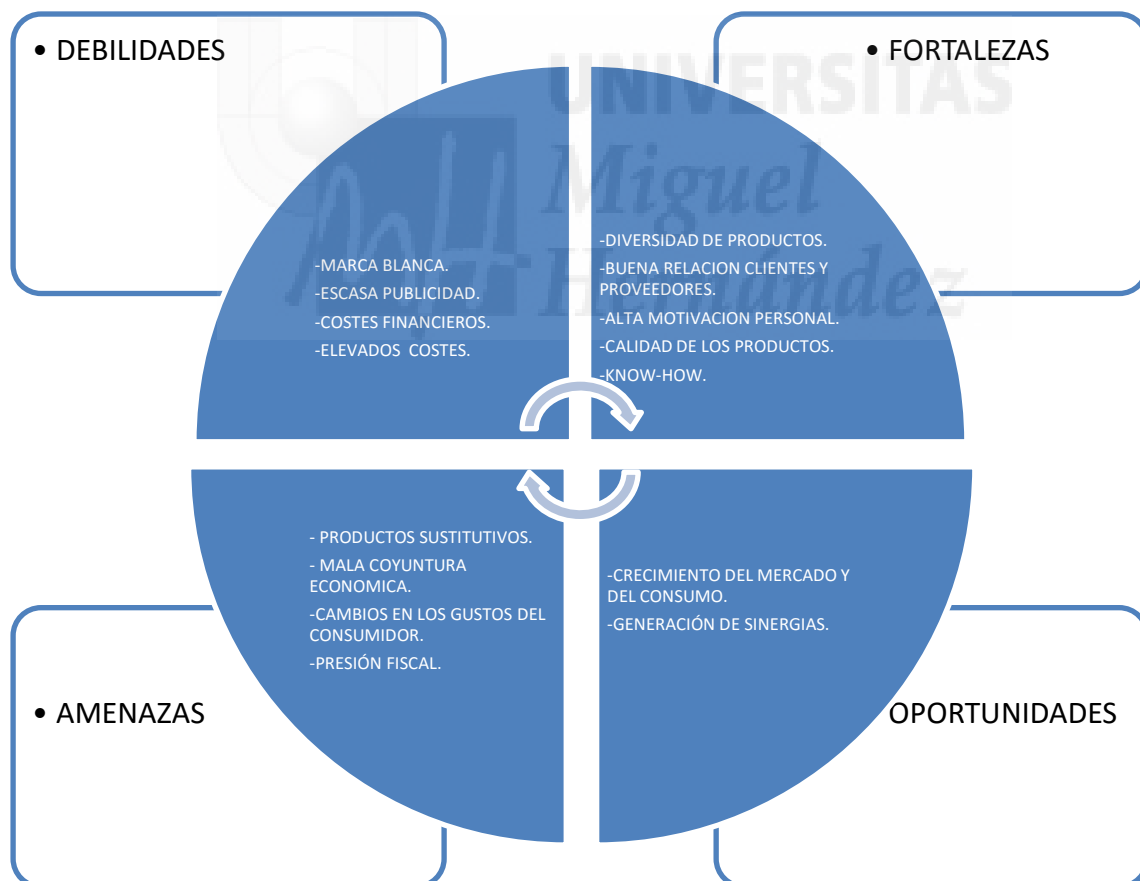 • DEBILIDADES
• FORTALEZAS
UNIVERSITAS
Miguel
Hernández
-MARCA BLANCA.
-ESCASA PUBLICIDAD.
-COSTES FINANCIEROS.
-ELEVADOS  COSTES.
-DIVERSIDAD DE PRODUCTOS.
-BUENA RELACION CLIENTES Y
PROVEEDORES.
-ALTA MOTIVACION PERSONAL.
-CALIDAD DE LOS PRODUCTOS.
-KNOW-HOW.
- PRODUCTOS SUSTITUTIVOS.
- MALA COYUNTURA
ECONOMICA.
-CAMBIOS EN LOS GUSTOS DEL
CONSUMIDOR.
-PRESIÓN FISCAL.
-CRECIMIENTO DEL MERCADO Y
DEL CONSUMO.
-GENERACIÓN DE SINERGIAS.
• AMENAZAS
OPORTUNIDADES